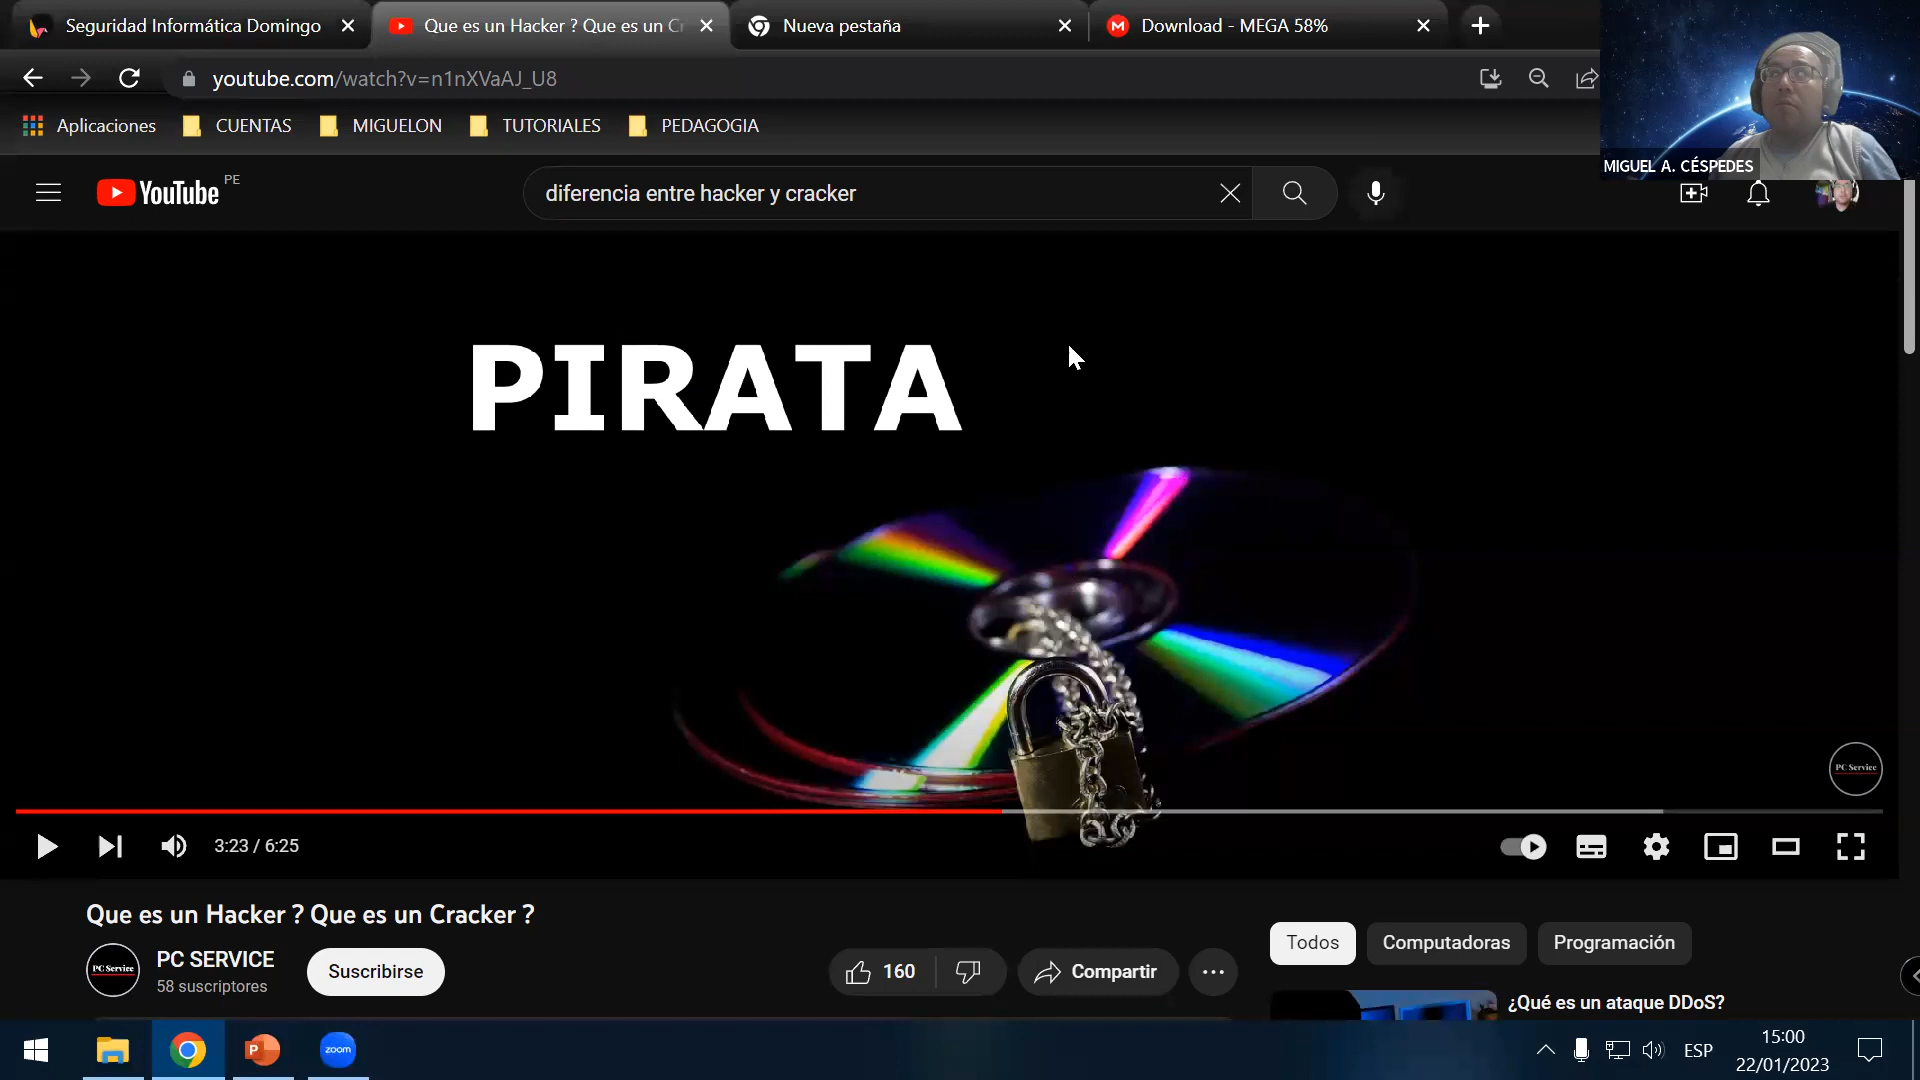 Seguridad Informática Domingo
Que es un Hacker ? Que es un C
Nueva pestaña
Download - MEGA 58%
youtube.com/watch?v=n1nXVaAJ_U8
Aplicaciones
CUENTAS
MIGUELON
TUTORIALES
PEDAGOGIA
MIGUEL A. CÉSPEDES
YouTube PE
diferencia entre hacker y cracker
PIRATA
PC Service
3:23 / 6:25
Que es un Hacker ? Que es un Cracker ?
PC Service
PC SERVICE
58 suscriptores
Suscribirse
160
Compartir
Todos
Computadoras
Programación
¿Qué es un ataque DDoS?
zoom
ESP
15:00
22/01/2023